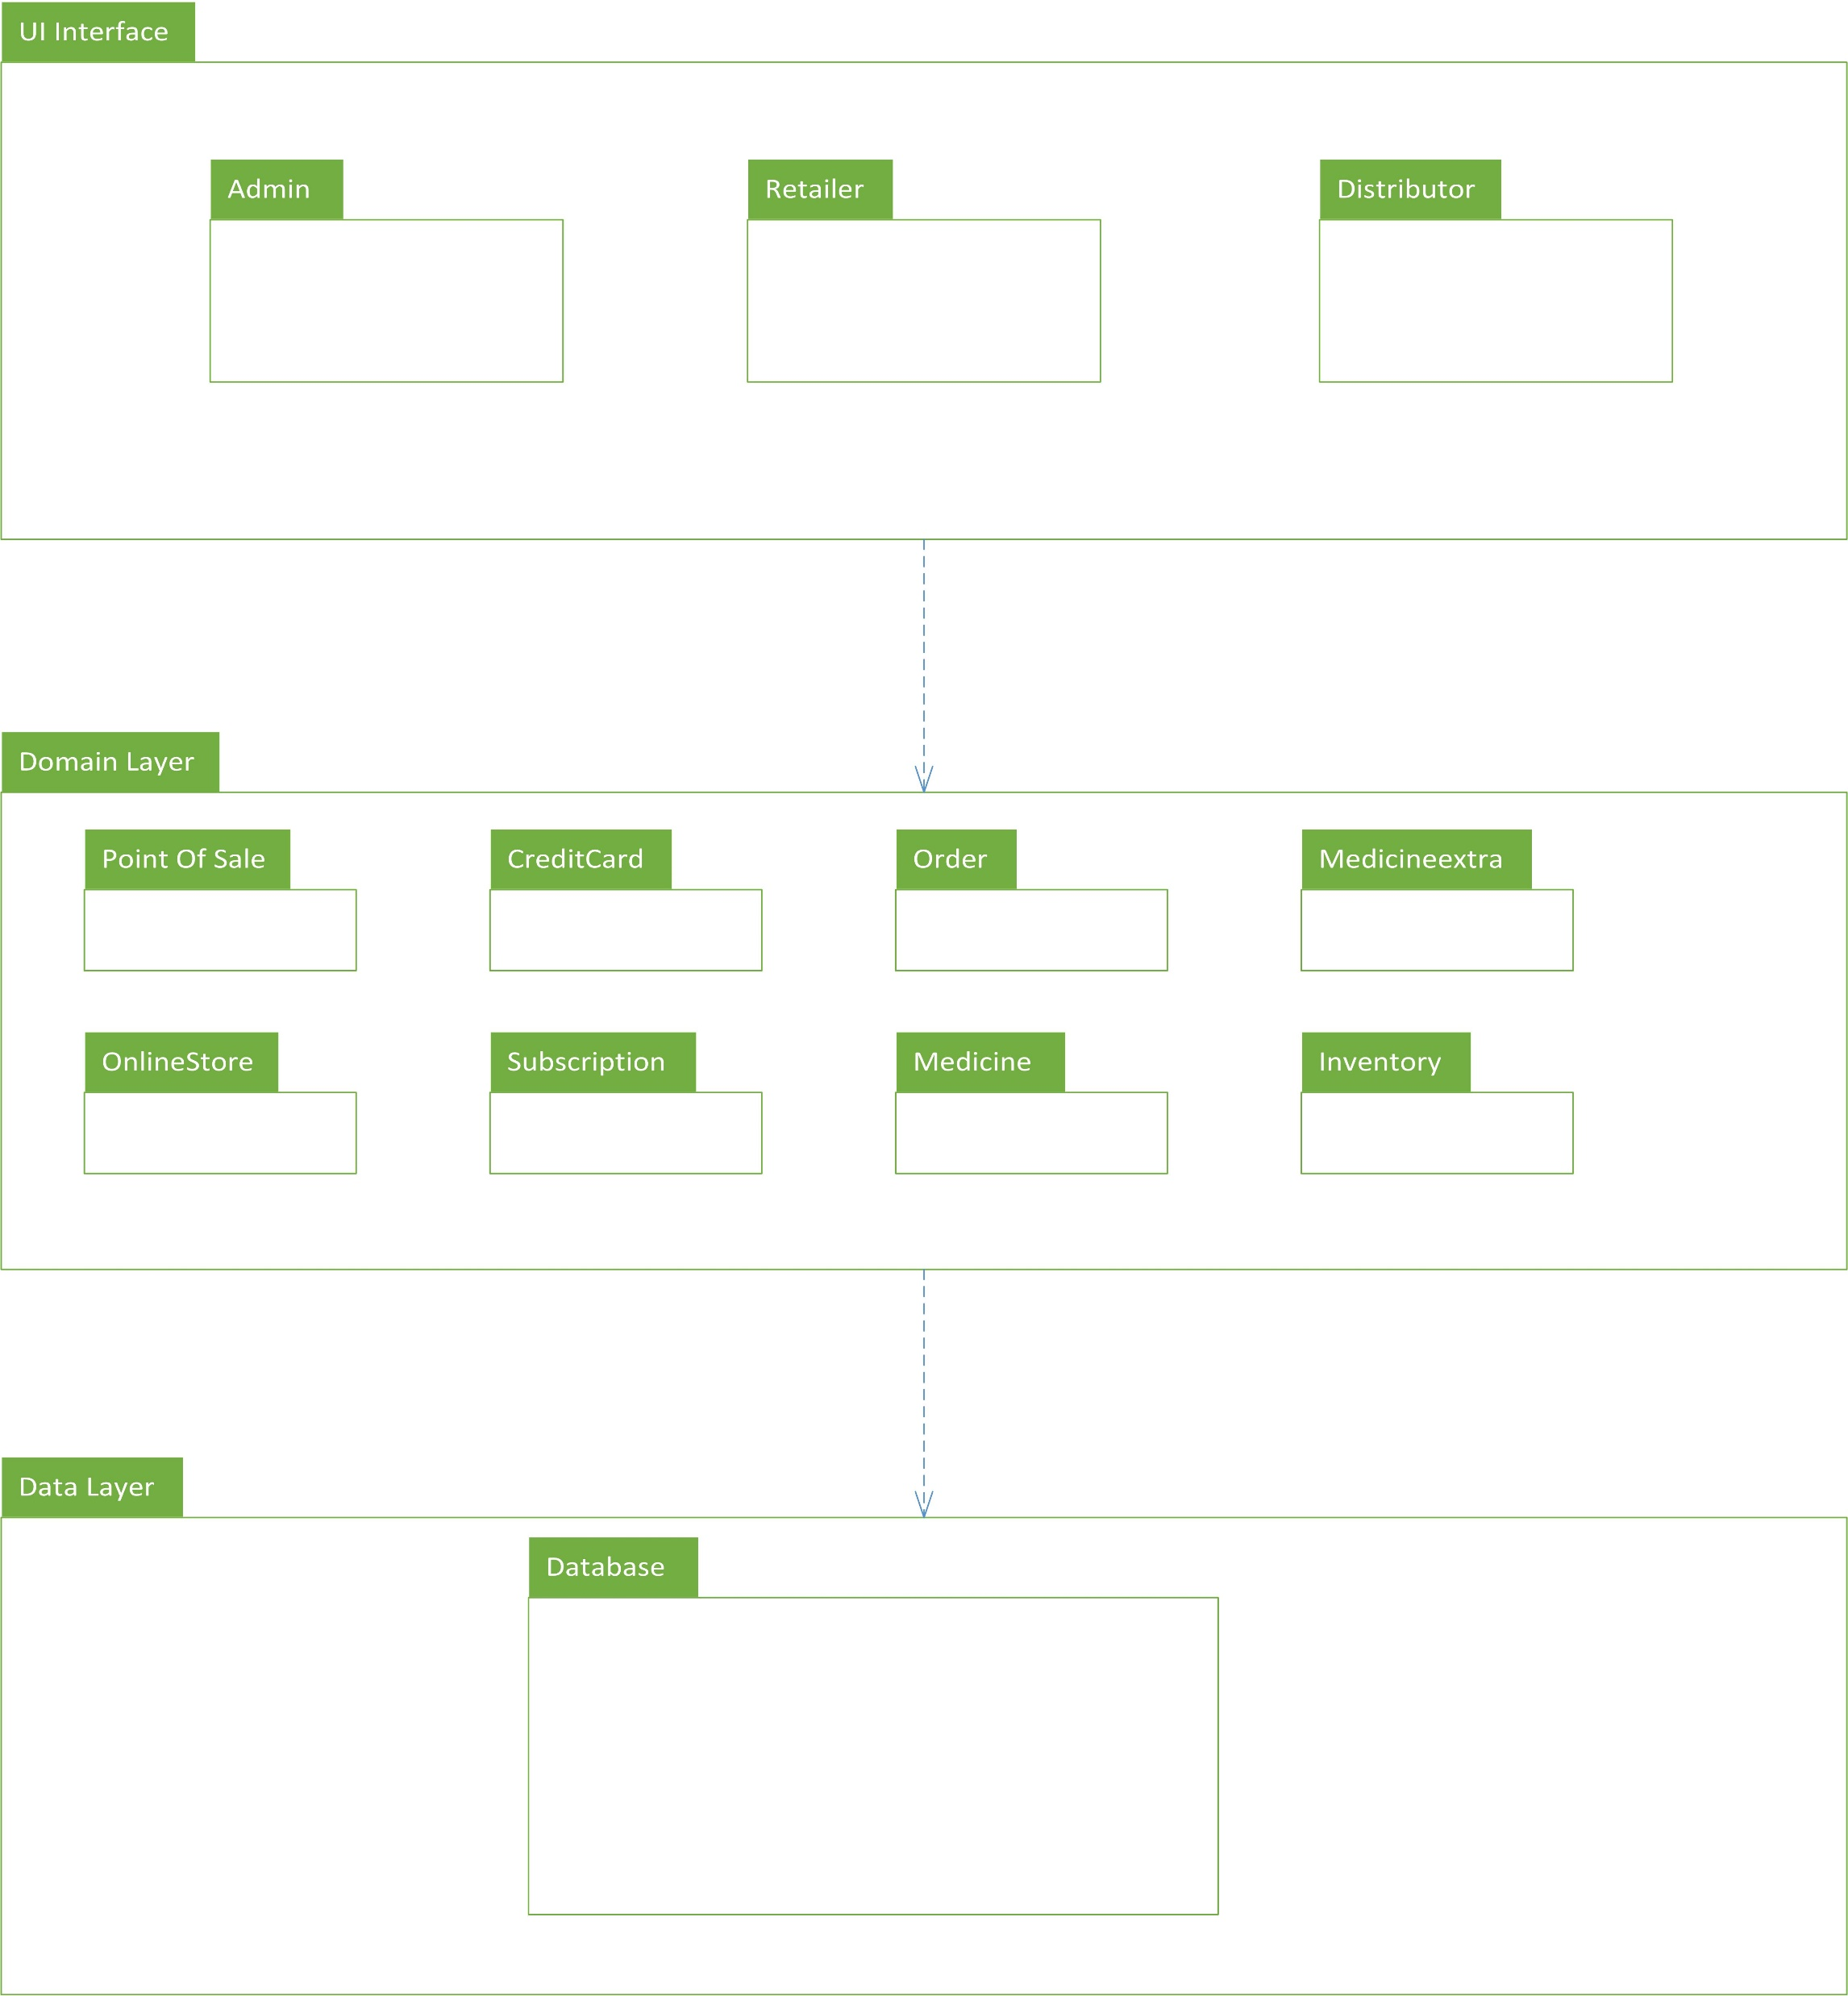 UI Interface
Admin
Retailer
Distributor
Domain Layer
Point Of Sale
CreditCard
Order
Medicineextra
OnlineStore
Subscription
Medicine
Inventory
Data Layer
Database